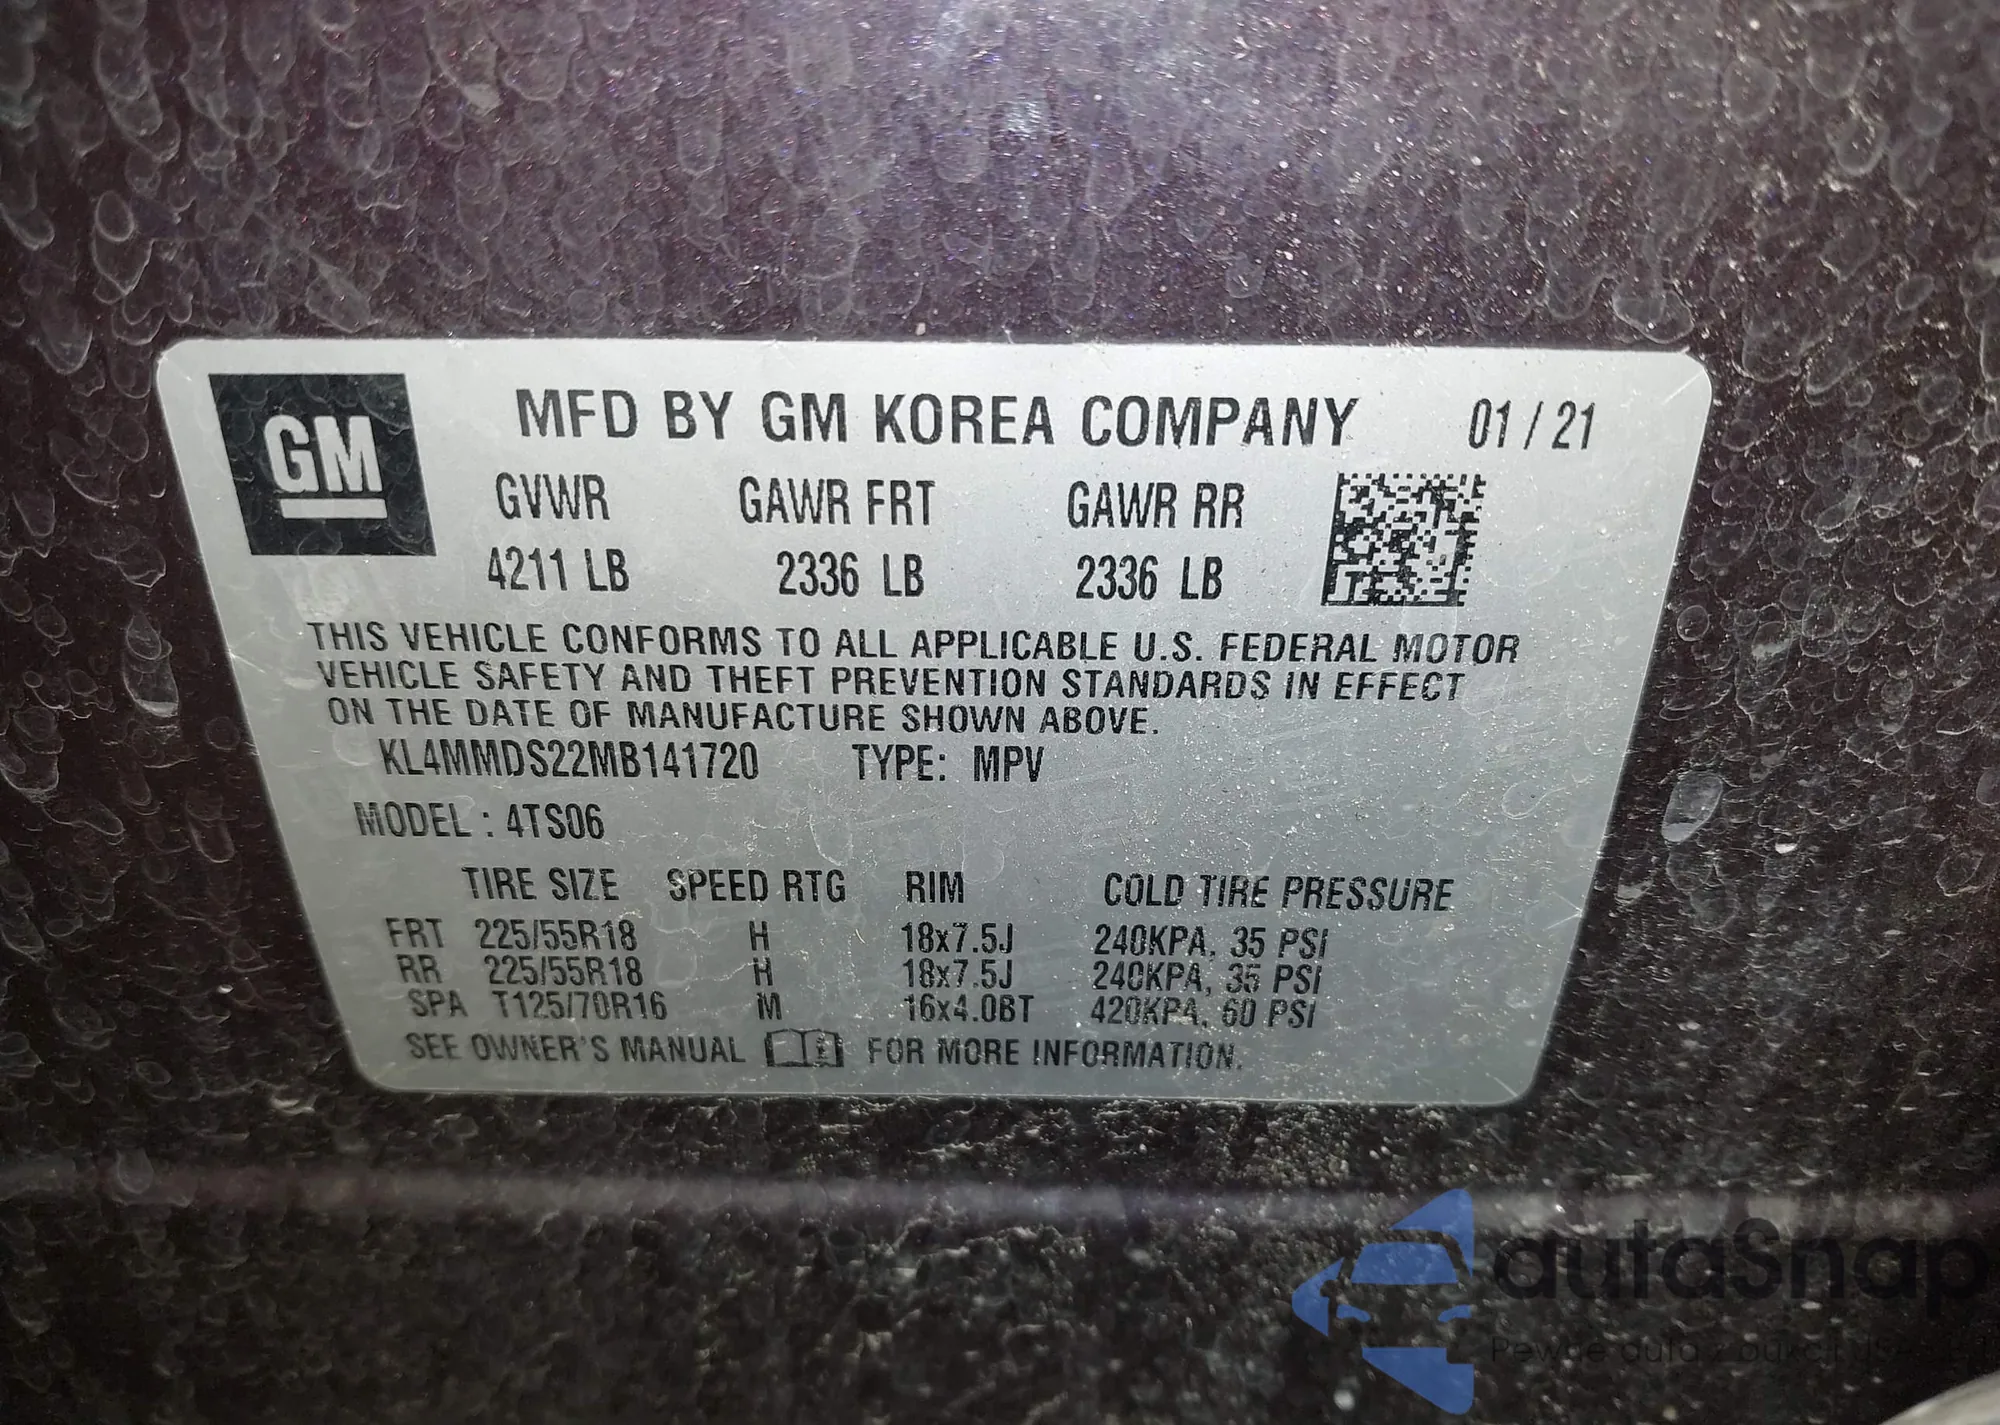 GM
MFD BY GM KOREA COMPANY 01 / 21
GVWR GAWR FRT GAWR RR
4211 LB 2336 LB 2336 LB
THIS VEHICLE CONFORMS TO ALL APPLICABLE U.S. FEDERAL MOTOR
VEHICLE SAFETY AND THEFT PREVENTION STANDARDS IN EFFECT
ON THE DATE OF MANUFACTURE SHOWN ABOVE.
KL4MMDS22MB141720 TYPE: MPV
MODEL : 4TS06
TIRE SIZE SPEED RTG RIM COLD TIRE PRESSURE
FRT 225/55R18 H 18x7.5J 240KPA, 35 PSI
RR 225/55R18 H 18x7.5J 240KPA, 35 PSI
SPA T125/70R16 M 16x4.0BT 420KPA, 60 PSI
SEE OWNER'S MANUAL FOR MORE INFORMATION.
autaSnap
Pewne auta z aukcji